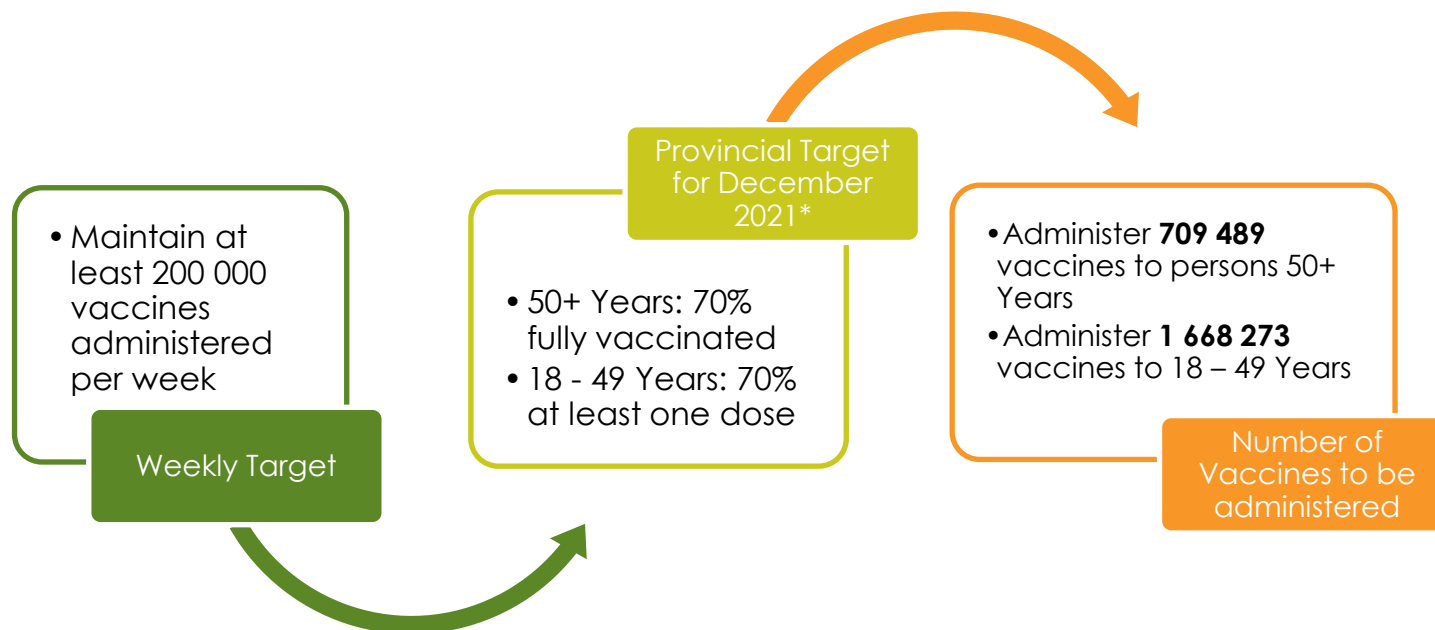 • Maintain at
least 200 000
vaccines
administered
per week
Weekly Target
Provincial Target
for December
2021*
• 50+ Years: 70%
fully vaccinated
• 18 - 49 Years: 70%
at least one dose
•Administer 709 489
vaccines to persons 50+
Years
•Administer 1 668 273
vaccines to 18 – 49 Years
Number of
Vaccines to be
administered